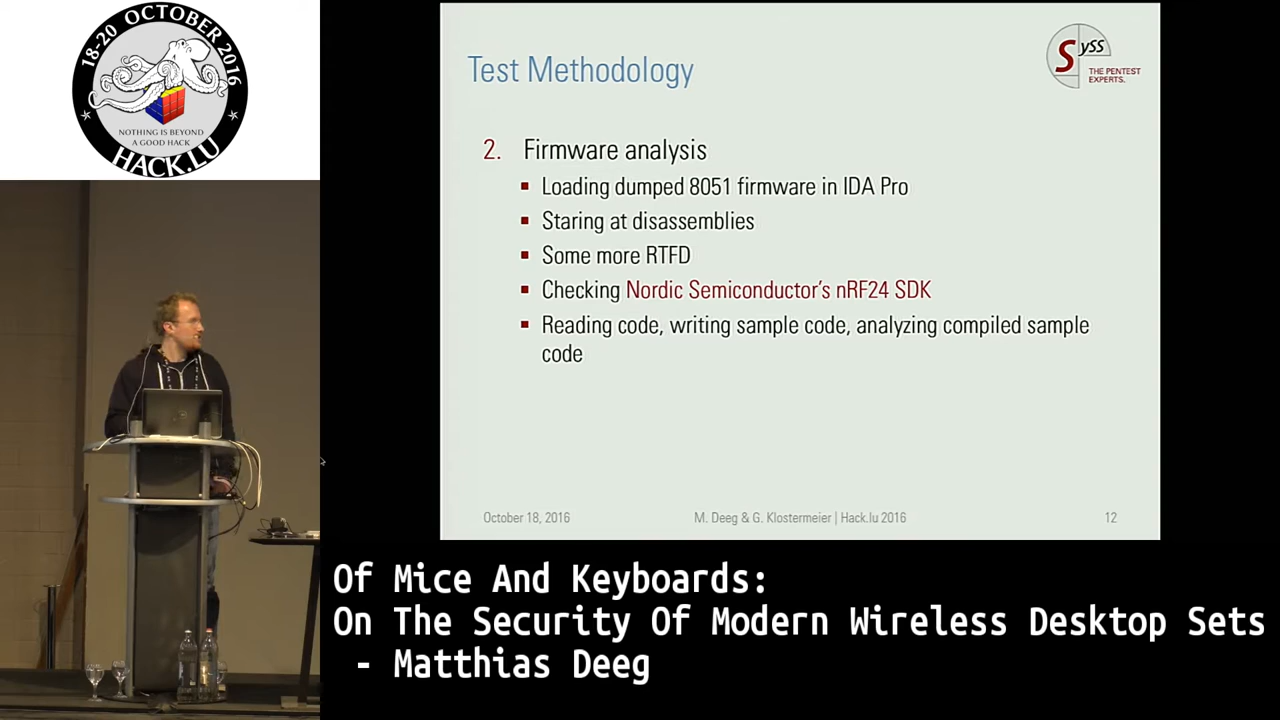 18-20 OCTOBER 2016
NOTHING IS BEYOND
A GOOD HACK
HACK.LU
Test Methodology
SySS
THE PENTEST
EXPERTS.
2. Firmware analysis
Loading dumped 8051 firmware in IDA Pro
Staring at disassemblies
Some more RTFD
Checking Nordic Semiconductor's nRF24 SDK
Reading code, writing sample code, analyzing compiled sample
code
October 18, 2016
M. Deeg & G. Klostermeier | Hack.lu 2016
12
Of Mice And Keyboards:
On The Security Of Modern Wireless Desktop Sets
- Matthias Deeg